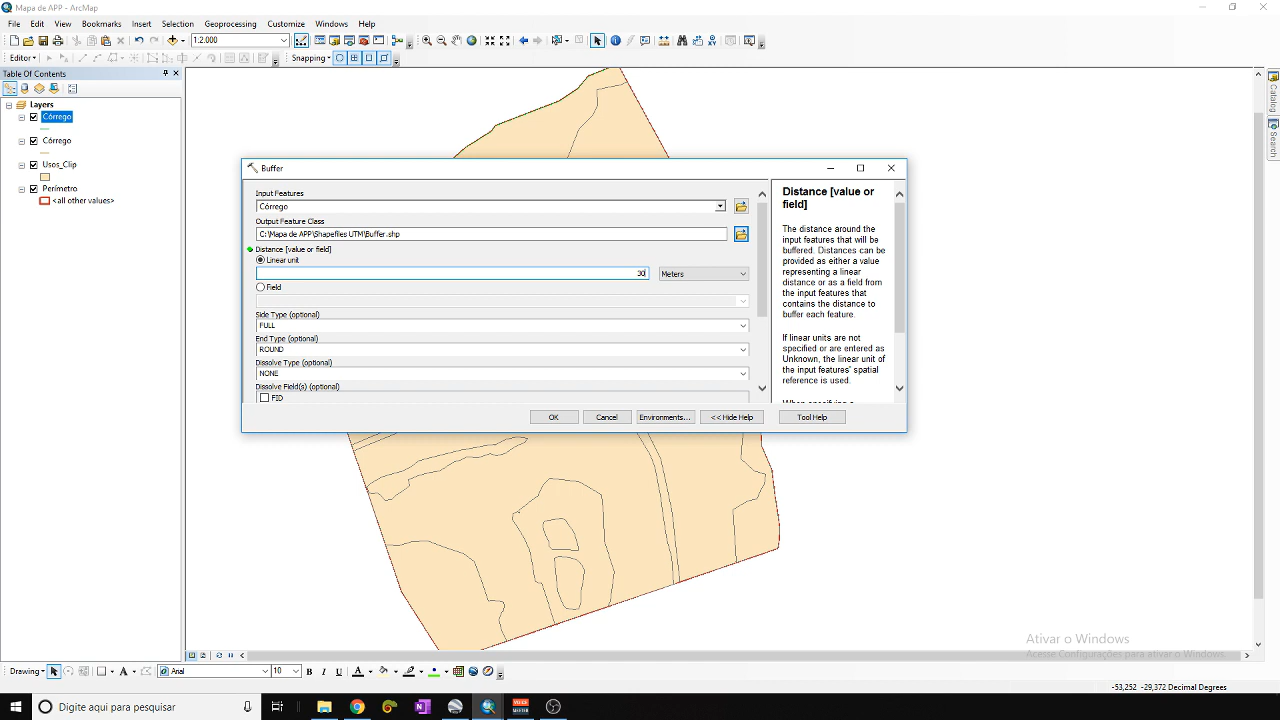 Mapa de APP - ArcMap
File Edit View Bookmarks Insert Selection Geoprocessing Customize Windows Help
1:2.000
Editor
Snapping
Table Of Contents
Layers
Córrego
Córrego
Usos_Clip
Perímetro
<all other values>
Catalog
Search
Buffer
Input Features
Córrego
Output Feature Class
C:\Mapa de APP\Shapefiles UTM\Buffer.shp
Distance [value or field]
Linear unit
30
Meters
Field
Side Type (optional)
FULL
End Type (optional)
ROUND
Dissolve Type (optional)
NONE
Dissolve Field(s) (optional)
FID
OK Cancel Environments... << Hide Help Tool Help
Distance [value or
field]
The distance around the
input features that will be
buffered. Distances can be
provided as either a value
representing a linear
distance or as a field from
the input features that
contains the distance to
buffer each feature.
If linear units are not
specified or are entered as
Unknown, the linear unit of
the input features' spatial
reference is used.
When specifying a
Ativar o Windows
Acesse Configurações para ativar o Windows.
Drawing
Arial
10
B I U A
-53,252 -29,372 Decimal Degrees
Digite aqui para pesquisar